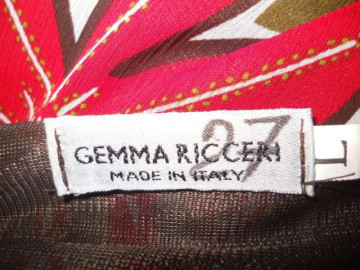 27
GEMMA RICCERI
MADE IN ITALY
L